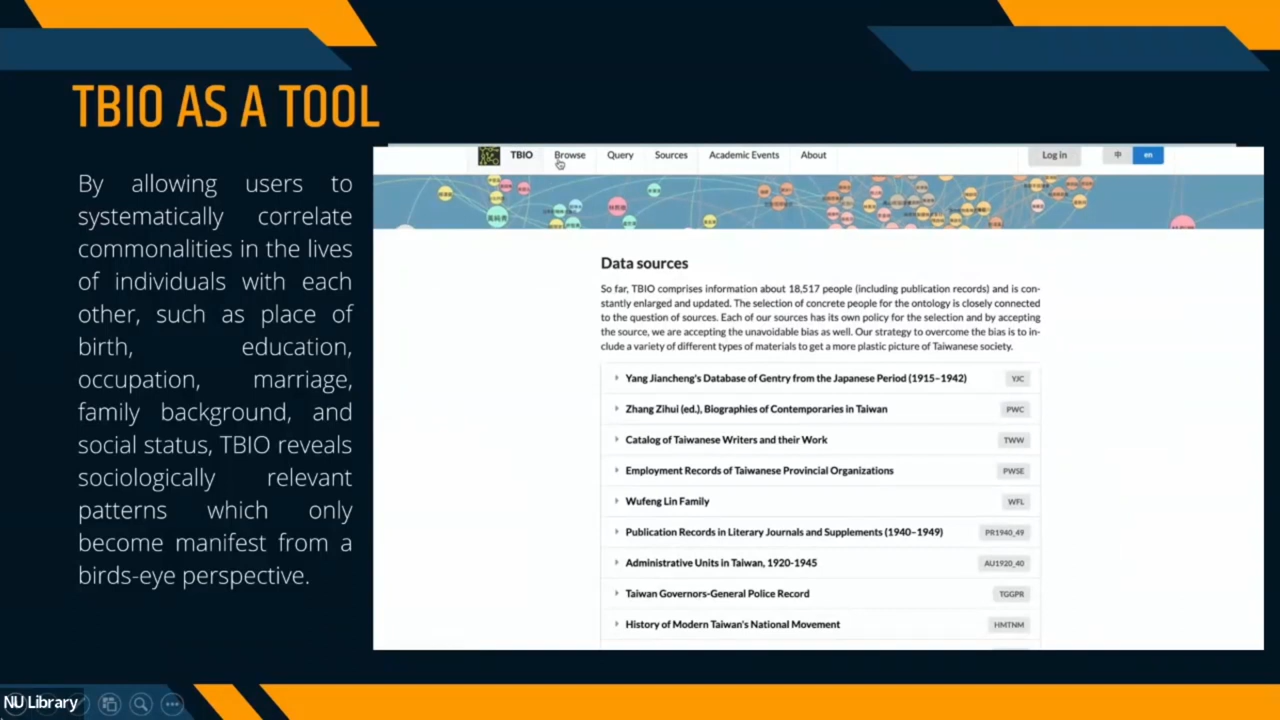 TBIO AS A TOOL
By allowing users to
systematically correlate
commonalities in the lives
of individuals with each
other, such as place of
birth, education,
occupation, marriage,
family background, and
social status, TBIO reveals
sociologically relevant
patterns which only
become manifest from a
birds-eye perspective.
TBIO Browse Query Sources Academic Events About Log in 中 en
Data sources
So far, TBIO comprises information about 18,517 people (including publication records) and is con-
stantly enlarged and updated. The selection of concrete people for the ontology is closely connected
to the question of sources. Each of our sources has its own policy for the selection and by accepting
the source, we are accepting the unavoidable bias as well. Our strategy to overcome the bias is to in-
clude a variety of different types of materials to get a more plastic picture of Taiwanese society.
Yang Jiancheng's Database of Gentry from the Japanese Period (1915–1942) YJC
Zhang Zihui (ed.), Biographies of Contemporaries in Taiwan PWC
Catalog of Taiwanese Writers and their Work TWW
Employment Records of Taiwanese Provincial Organizations PWSE
Wufeng Lin Family WFL
Publication Records in Literary Journals and Supplements (1940–1949) PR1940_49
Administrative Units in Taiwan, 1920-1945 AU1920_40
Taiwan Governors-General Police Record TGGPR
History of Modern Taiwan's National Movement HMTNM
NU Library